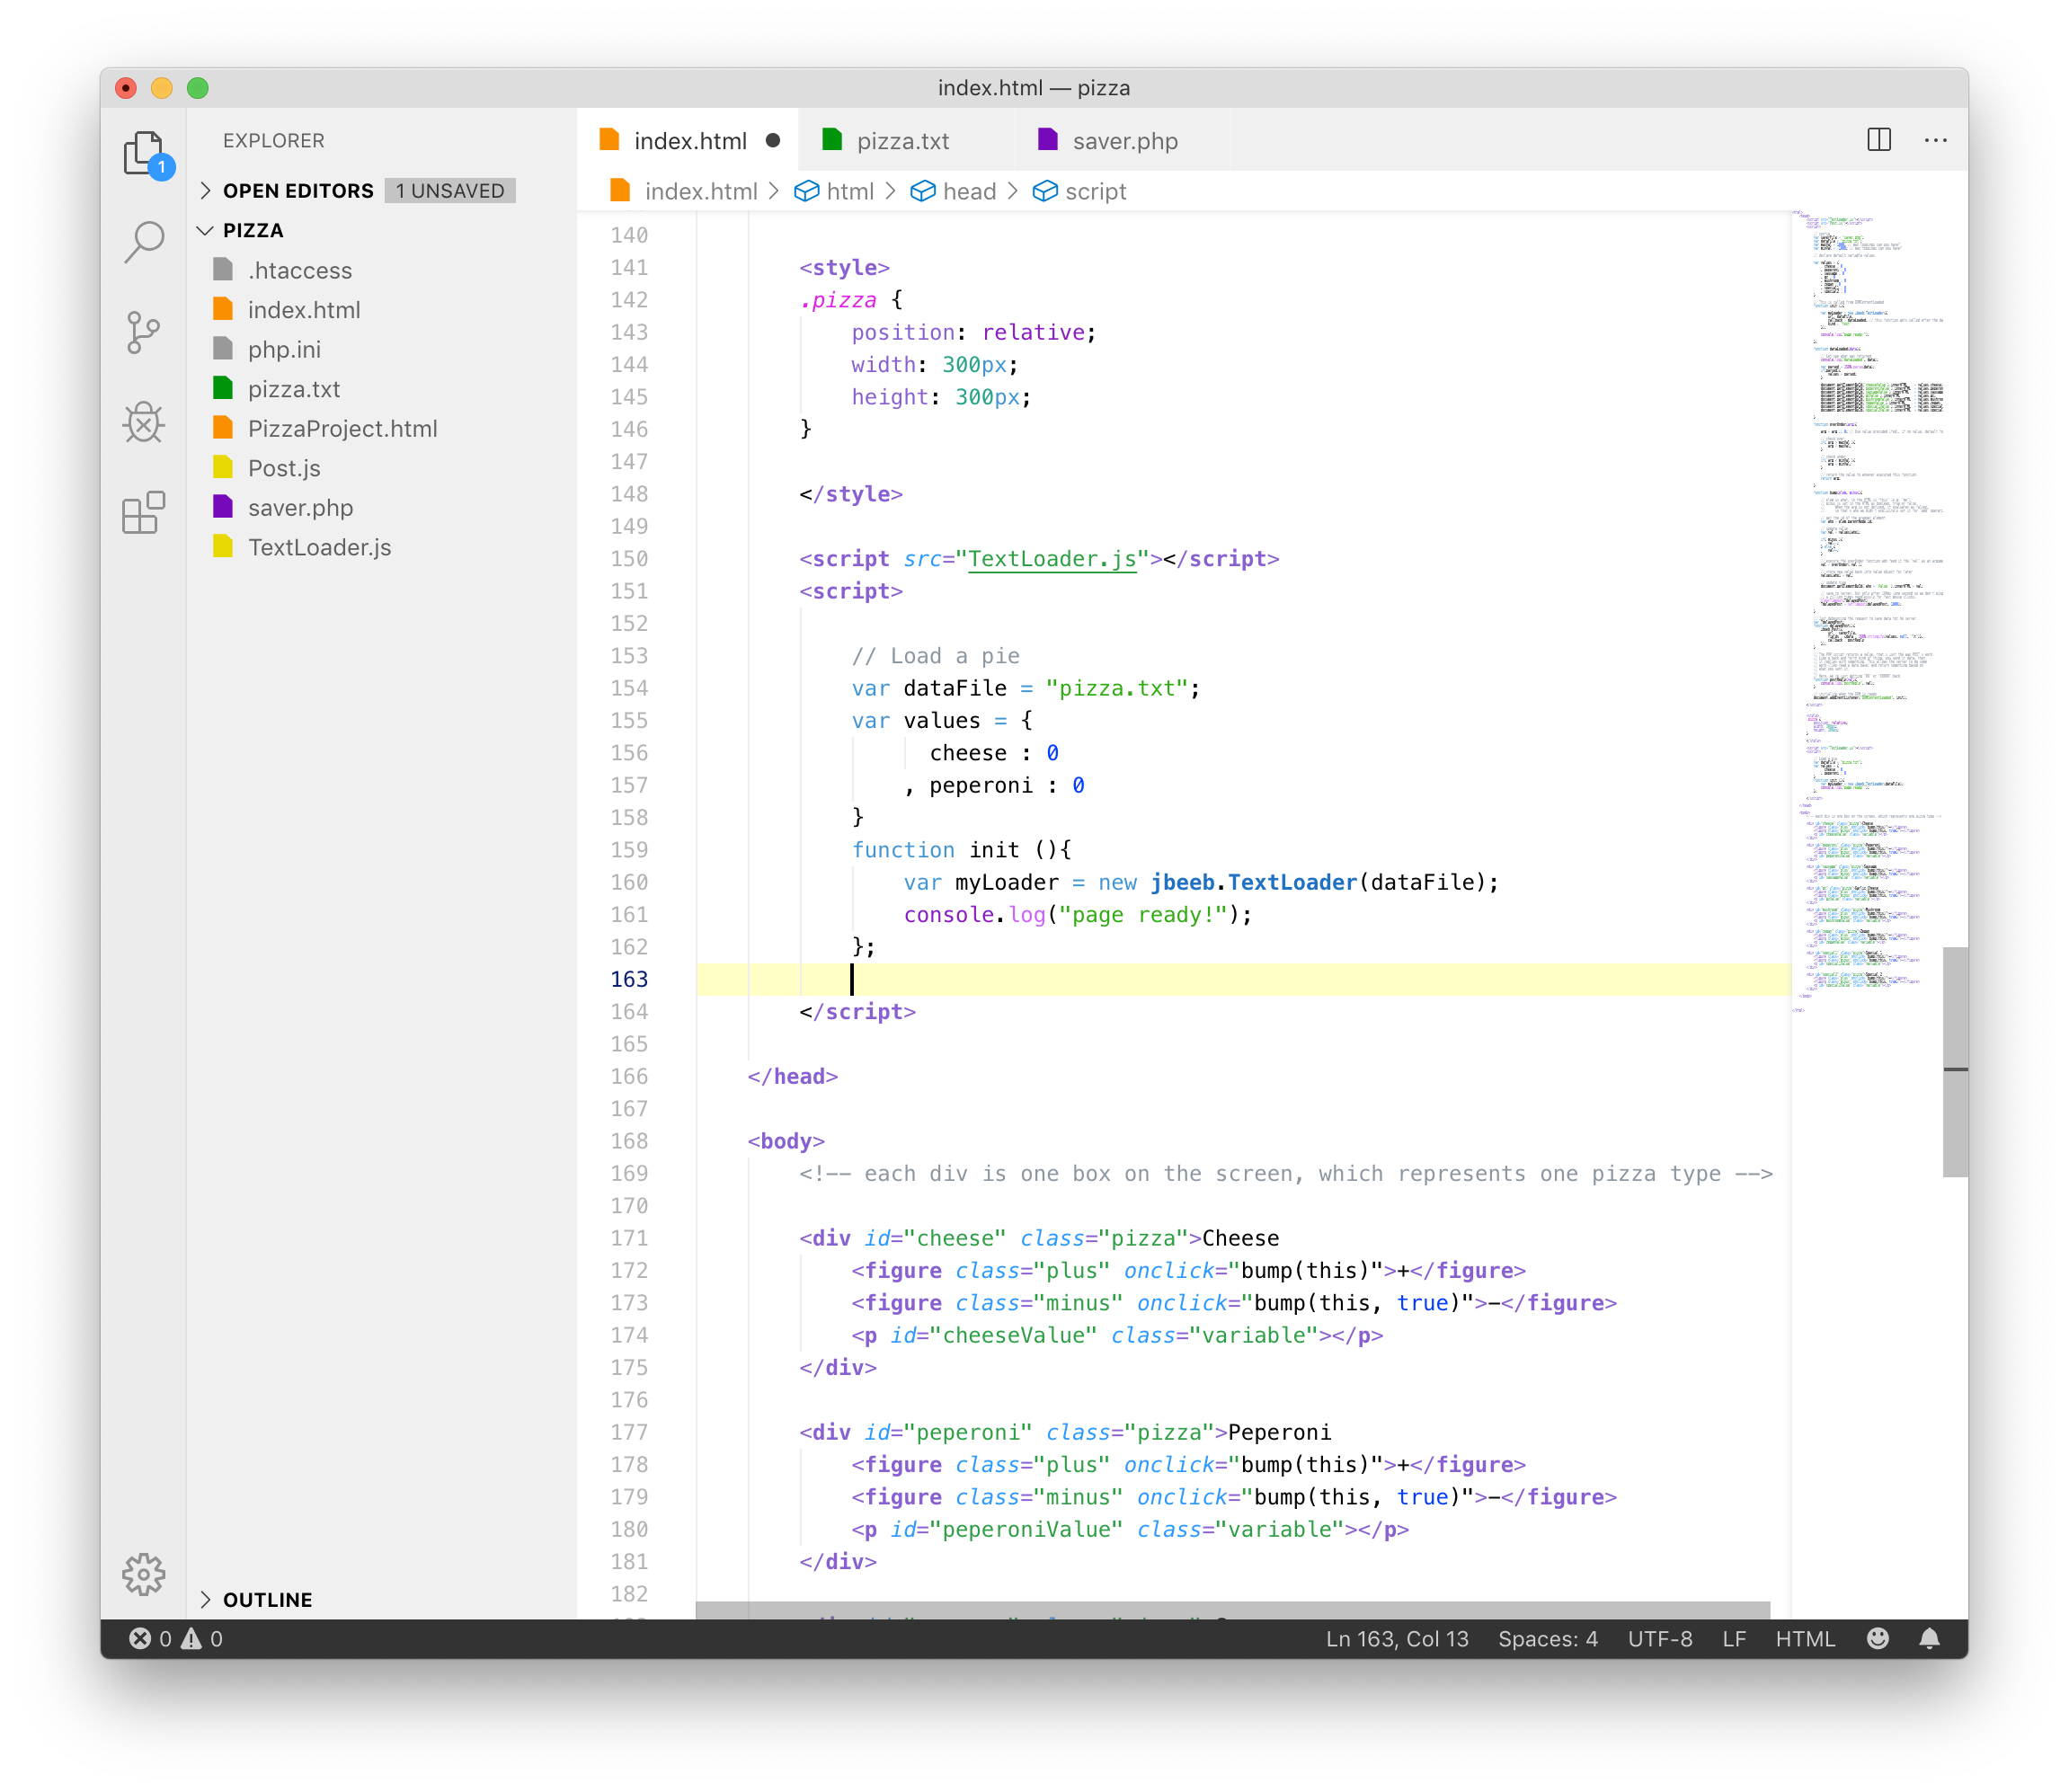 index.html — pizza
EXPLORER
1
OPEN EDITORS 1 UNSAVED
PIZZA
.htaccess
index.html
php.ini
pizza.txt
PizzaProject.html
Post.js
saver.php
TextLoader.js
OUTLINE
index.html pizza.txt saver.php
index.html html head script
140
141 <style>
142 .pizza {
143 position: relative;
144 width: 300px;
145 height: 300px;
146 }
147
148 </style>
149
150 <script src="TextLoader.js"></script>
151 <script>
152
153 // Load a pie
154 var dataFile = "pizza.txt";
155 var values = {
156 cheese : 0
157 , peperoni : 0
158 }
159 function init (){
160 var myLoader = new jbeeb.TextLoader(dataFile);
161 console.log("page ready!");
162 };
163
164 </script>
165
166 </head>
167
168 <body>
169 <!-- each div is one box on the screen, which represents one pizza type -->
170
171 <div id="cheese" class="pizza">Cheese
172 <figure class="plus" onclick="bump(this)">+</figure>
173 <figure class="minus" onclick="bump(this, true)">-</figure>
174 <p id="cheeseValue" class="variable"></p>
175 </div>
176
177 <div id="peperoni" class="pizza">Peperoni
178 <figure class="plus" onclick="bump(this)">+</figure>
179 <figure class="minus" onclick="bump(this, true)">-</figure>
180 <p id="peperoniValue" class="variable"></p>
181 </div>
182
0 0 Ln 163, Col 13 Spaces: 4 UTF-8 LF HTML